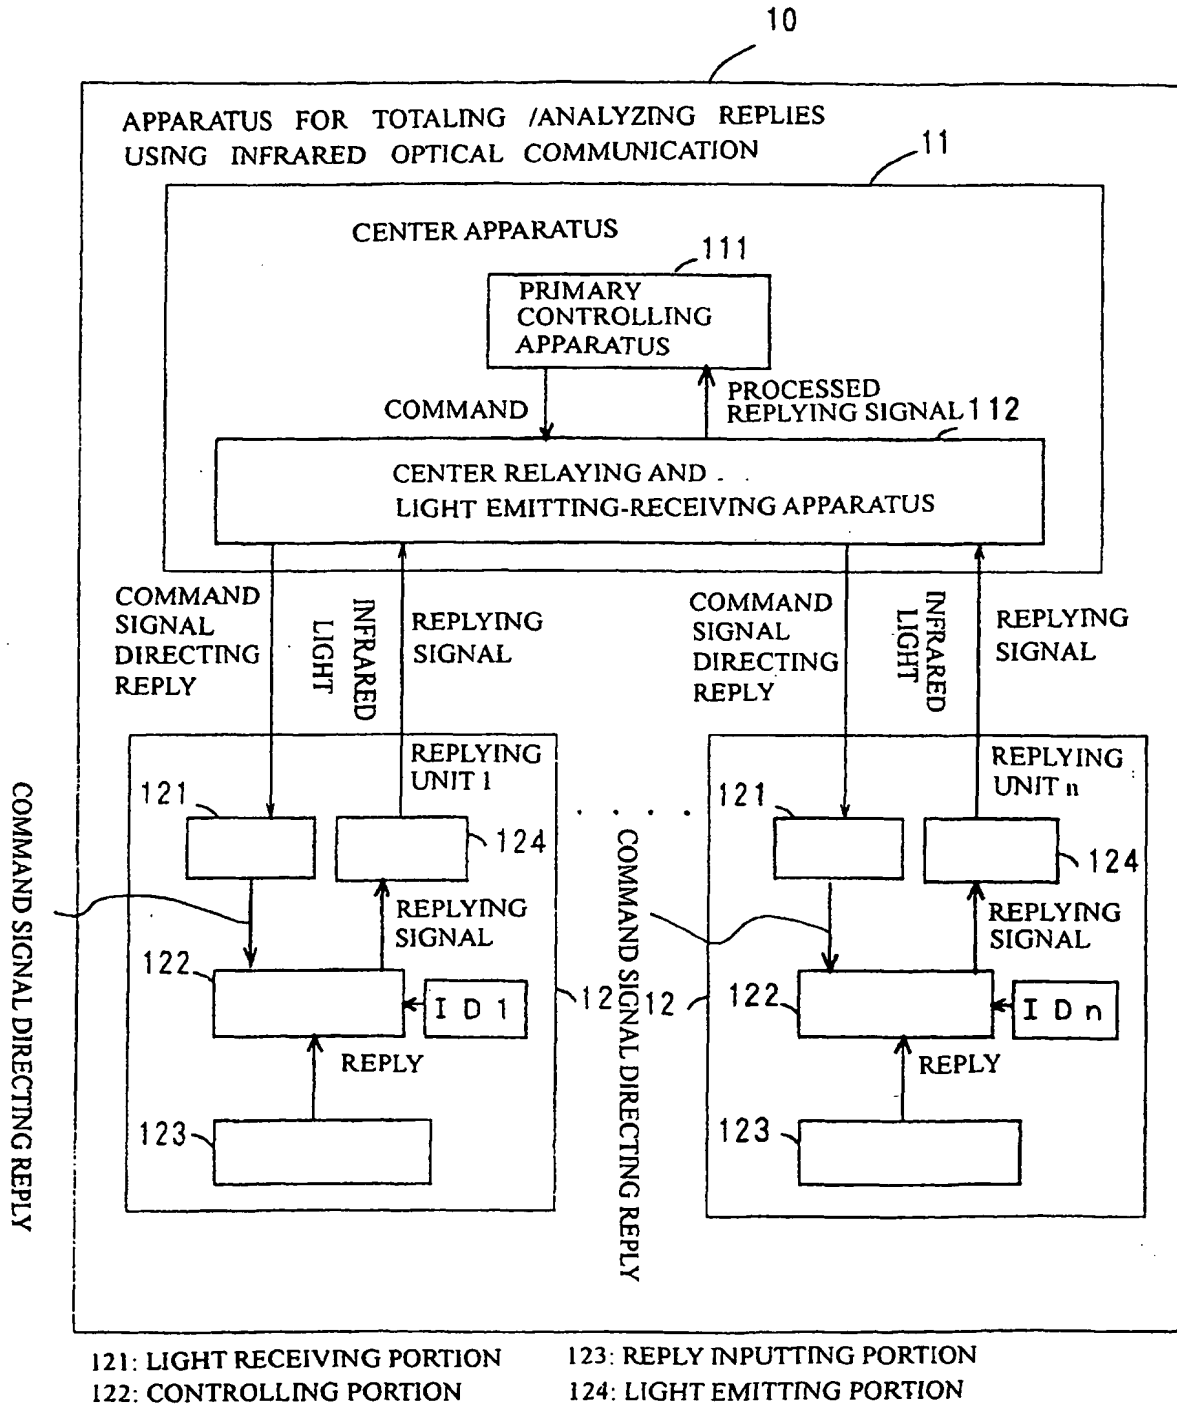 10
APPARATUS FOR TOTALING /ANALYZING REPLIES
USING INFRARED OPTICAL COMMUNICATION
11
CENTER APPARATUS
111
PRIMARY
CONTROLLING
APPARATUS
COMMAND
PROCESSED
REPLYING SIGNAL
112
CENTER RELAYING AND
LIGHT EMITTING-RECEIVING APPARATUS
COMMAND
SIGNAL
DIRECTING
REPLY
INFRARED
LIGHT
REPLYING
SIGNAL
COMMAND
SIGNAL
DIRECTING
REPLY
INFRARED
LIGHT
REPLYING
SIGNAL
REPLYING
UNIT 1
121
124
COMMAND SIGNAL DIRECTING REPLY
REPLYING
SIGNAL
122
ID1
12
REPLY
123
. . . . .
REPLYING
UNIT n
121
124
COMMAND SIGNAL DIRECTING REPLY
REPLYING
SIGNAL
12
122
IDn
REPLY
123
121: LIGHT RECEIVING PORTION
122: CONTROLLING PORTION
123: REPLY INPUTTING PORTION
124: LIGHT EMITTING PORTION